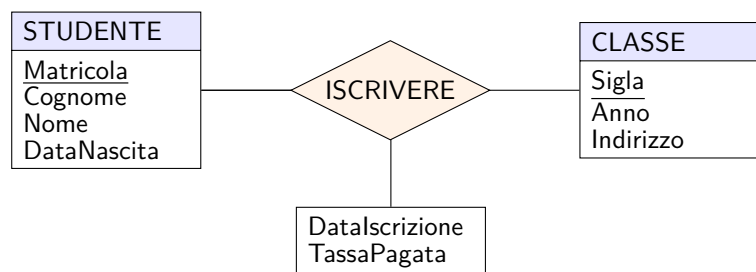 STUDENTE
Matricola
Cognome
Nome
DataNascita
ISCRIVERE
CLASSE
Sigla
Anno
Indirizzo
DataIscrizione
TassaPagata